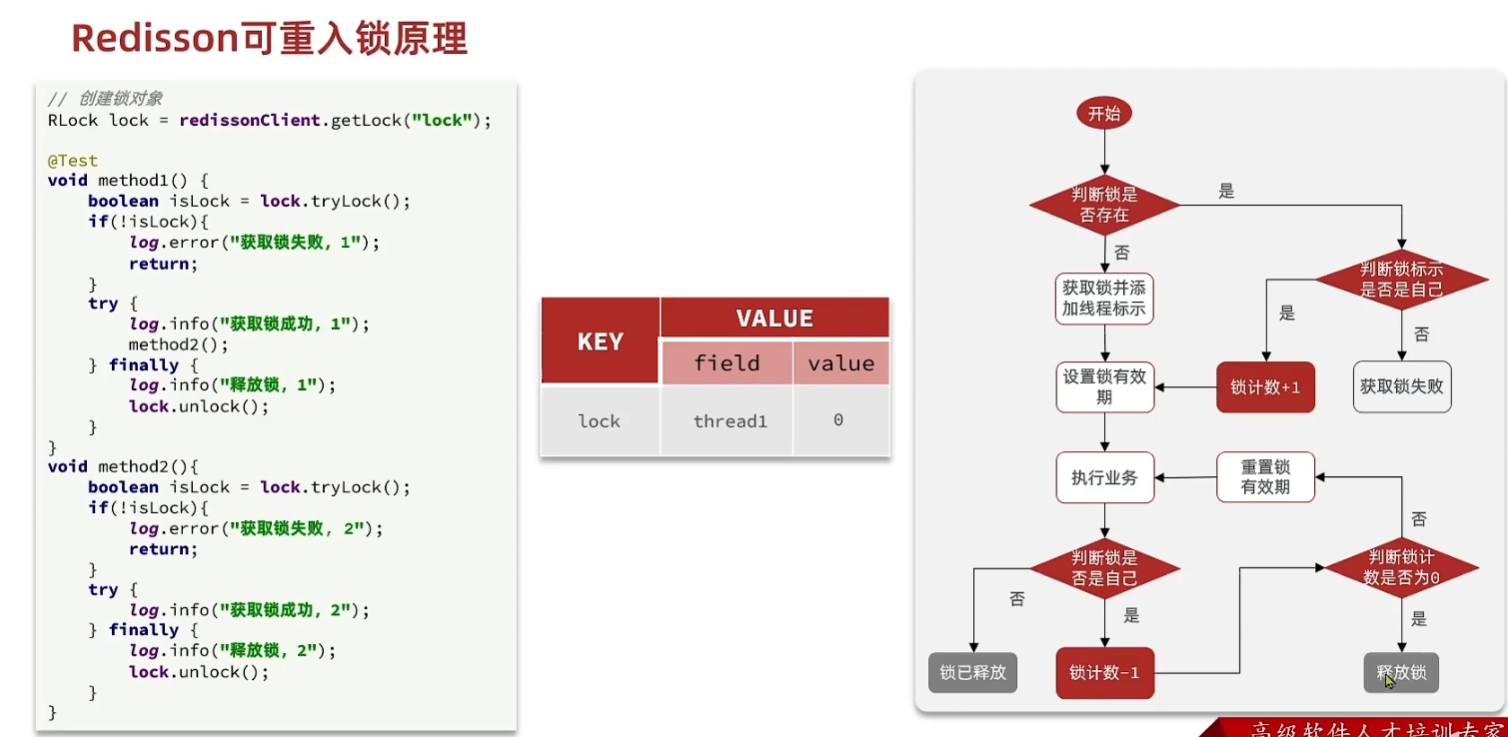 Redisson可重入锁原理
// 创建锁对象
RLock lock = redissonClient.getLock("lock");
@Test
void method1() {
boolean isLock = lock.tryLock();
if(!isLock){
log.error("获取锁失败, 1");
return;
}
try {
log.info("获取锁成功, 1");
method2();
} finally {
log.info("释放锁, 1");
lock.unlock();
}
}
void method2(){
boolean isLock = lock.tryLock();
if(!isLock){
log.error("获取锁失败, 2");
return;
}
try {
log.info("获取锁成功, 2");
} finally {
log.info("释放锁, 2");
lock.unlock();
}
}
KEY
VALUE
field
value
lock
thread1
0
开始
判断锁是
否存在
是
否
判断锁标示
是否是自己
获取锁并添
加线程标示
是
否
设置锁有效
期
锁计数+1
获取锁失败
执行业务
重置锁
有效期
否
判断锁是
否是自己
判断锁计
数是否为0
否
是
是
锁已释放
锁计数-1
释放锁
高级软件人才培训专家